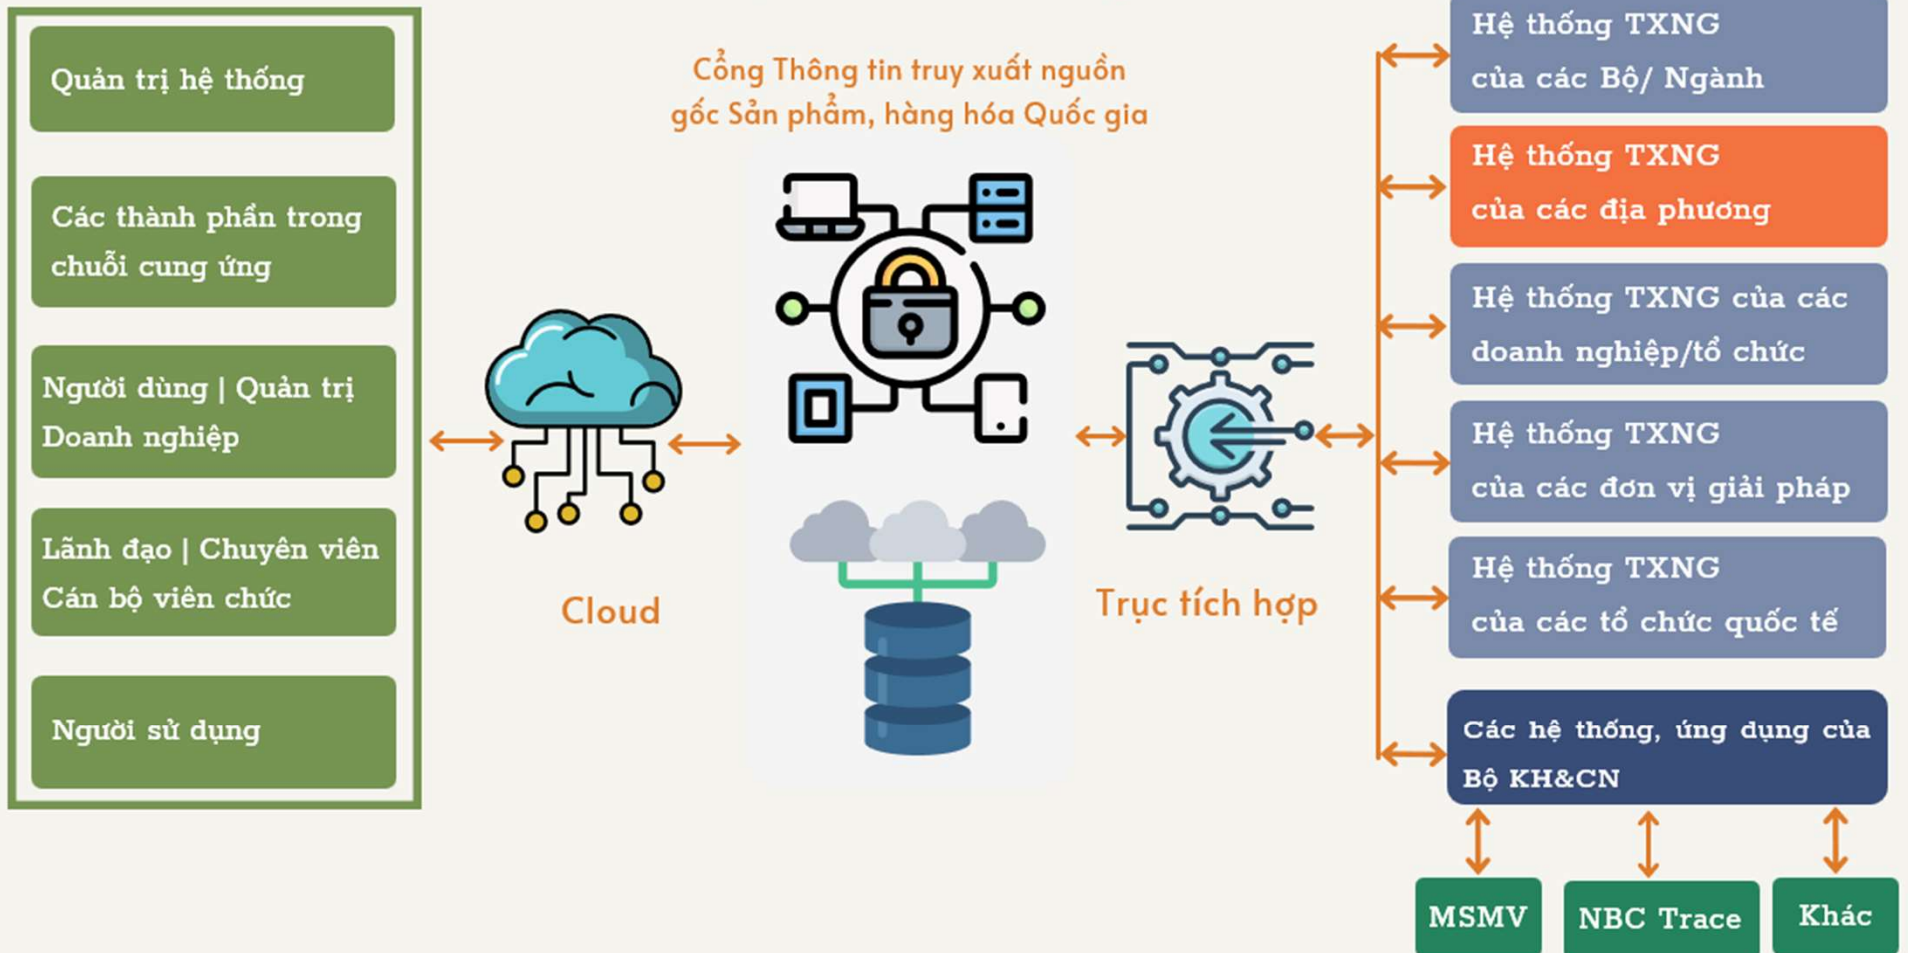 Quản trị hệ thống
Các thành phần trong
chuỗi cung ứng
Người dùng | Quản trị
Doanh nghiệp
Lãnh đạo | Chuyên viên
Cán bộ viên chức
Người sử dụng
Cloud
Cổng Thông tin truy xuất nguồn
gốc Sản phẩm, hàng hóa Quốc gia
Trục tích hợp
Hệ thống TXNG
của các Bộ/ Ngành
Hệ thống TXNG
của các địa phương
Hệ thống TXNG của các
doanh nghiệp/tổ chức
Hệ thống TXNG
của các đơn vị giải pháp
Hệ thống TXNG
của các tổ chức quốc tế
Các hệ thống, ứng dụng của
Bộ KH&CN
MSMV
NBC Trace
Khác